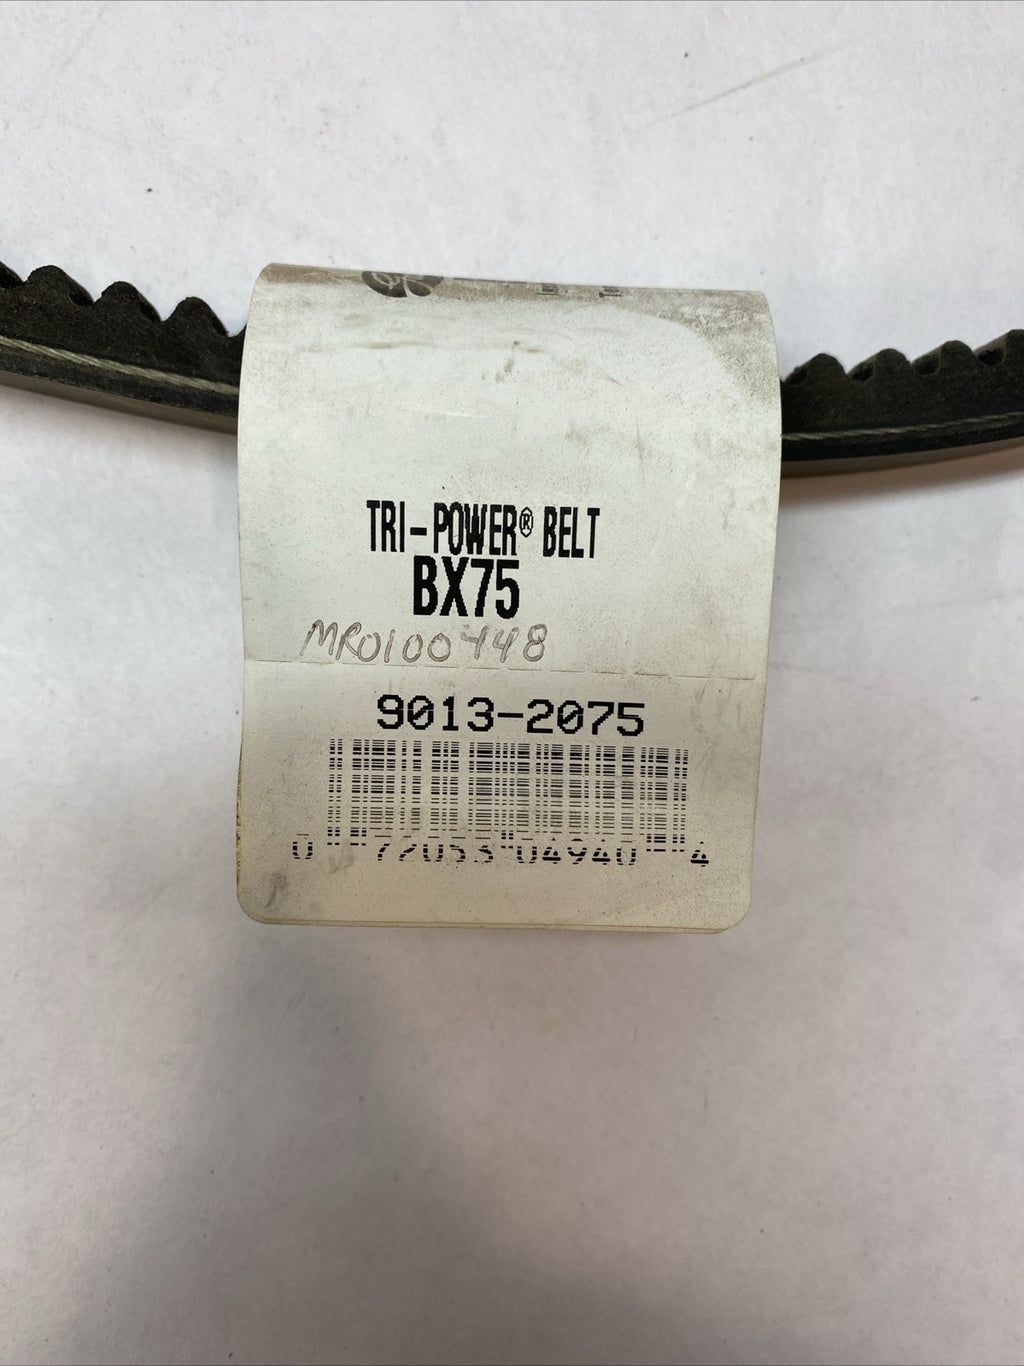 TRI-POWER® BELT
BX75
MR0100448
9013-2075
0 72053 04940 4